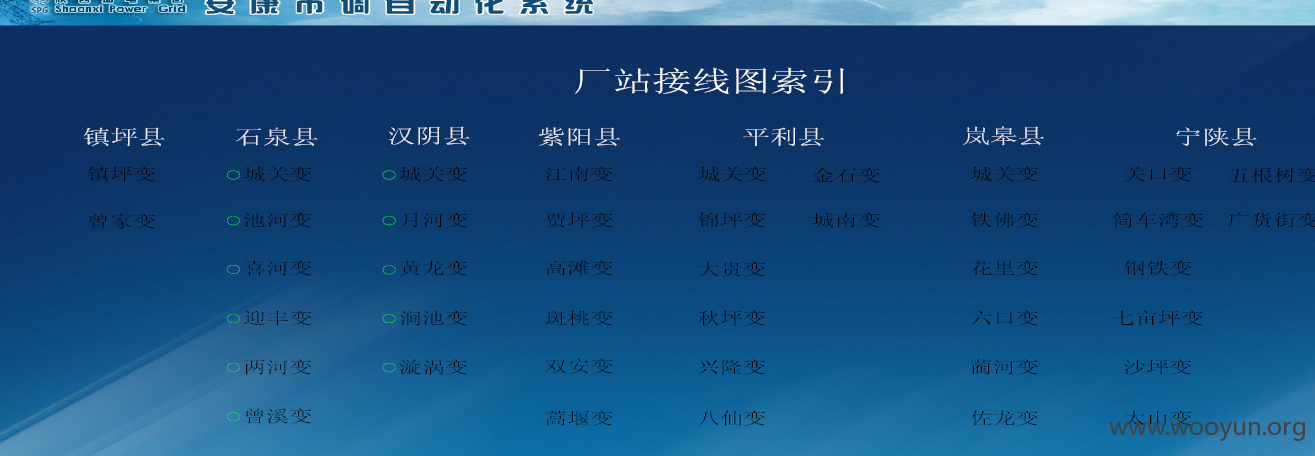 Shaanxi Power Grid
SPG
安康市调自动化系统
厂站接线图索引
镇坪县 石泉县 汉阴县 紫阳县 平利县 岚皋县 宁陕县
镇坪变 城关变 城关变 江南变 城关变 金石变 城关变 关口变 五根树变
曾家变 池河变 月河变 贾坪变 锦坪变 城南变 铁佛变 筒车湾变 广货街变
喜河变 黄龙变 高滩变 大贵变 花里变 钢铁变
迎丰变 涧池变 斑桃变 秋坪变 六口变 七亩坪变
两河变 漩涡变 双安变 兴隆变 蔺河变 沙坪变
曾溪变 蒿堰变 八仙变 佐龙变 太山变
www.wooyun.org